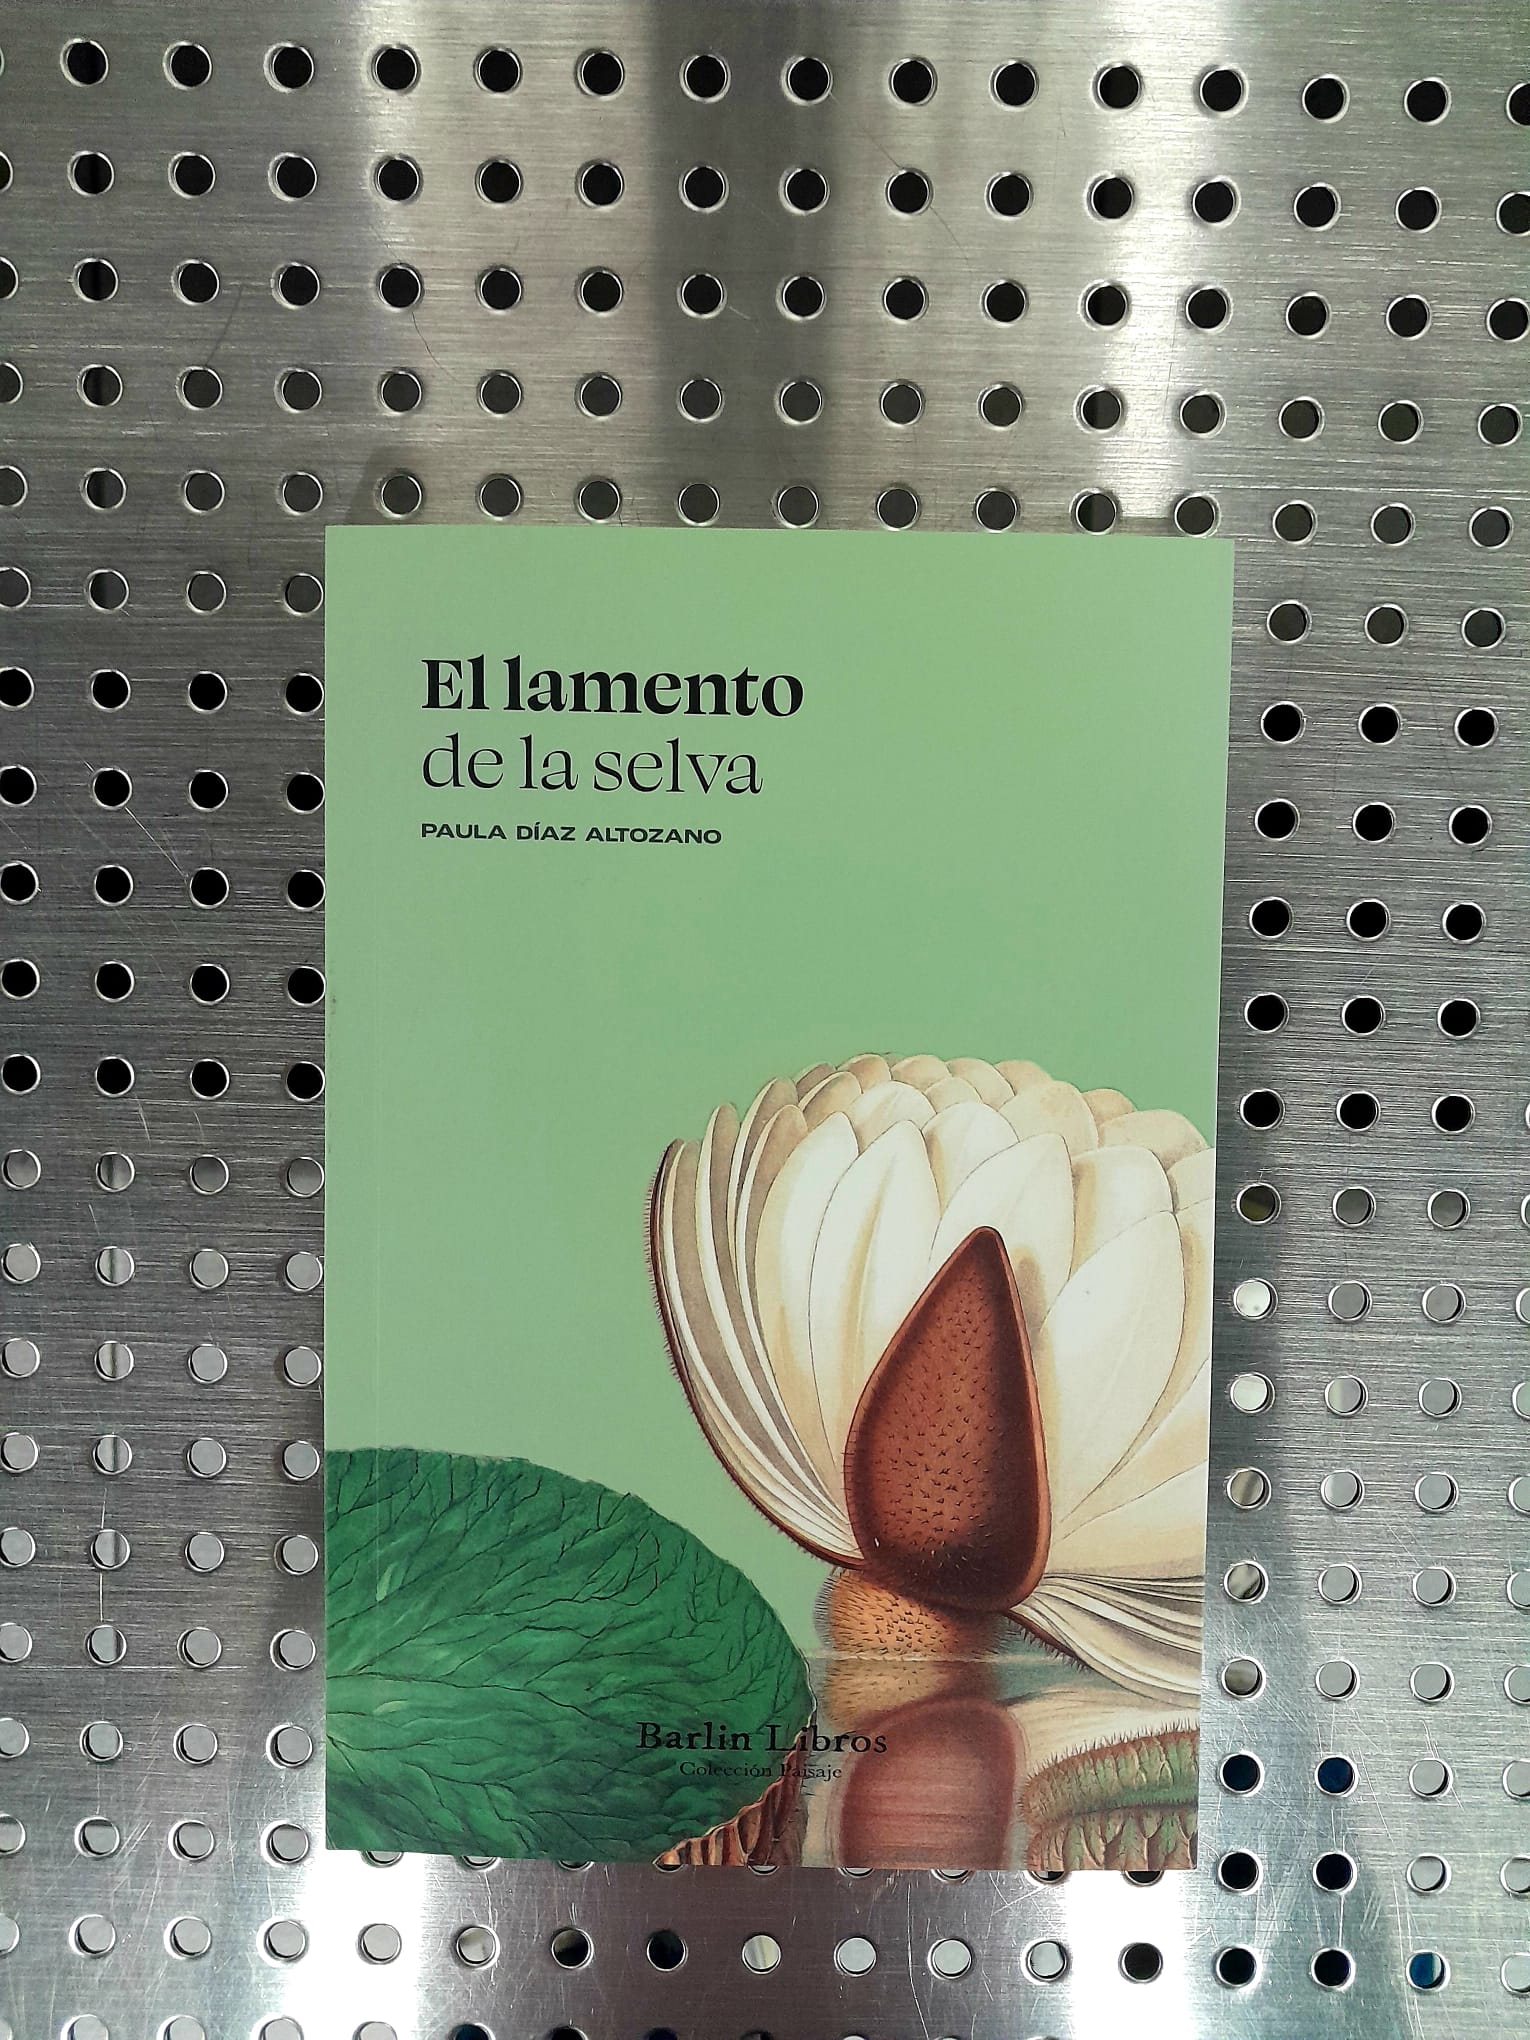 El lamento
de la selva
PAULA DÍAZ ALTOZANO
Barlin Libros
Colección Paisaje